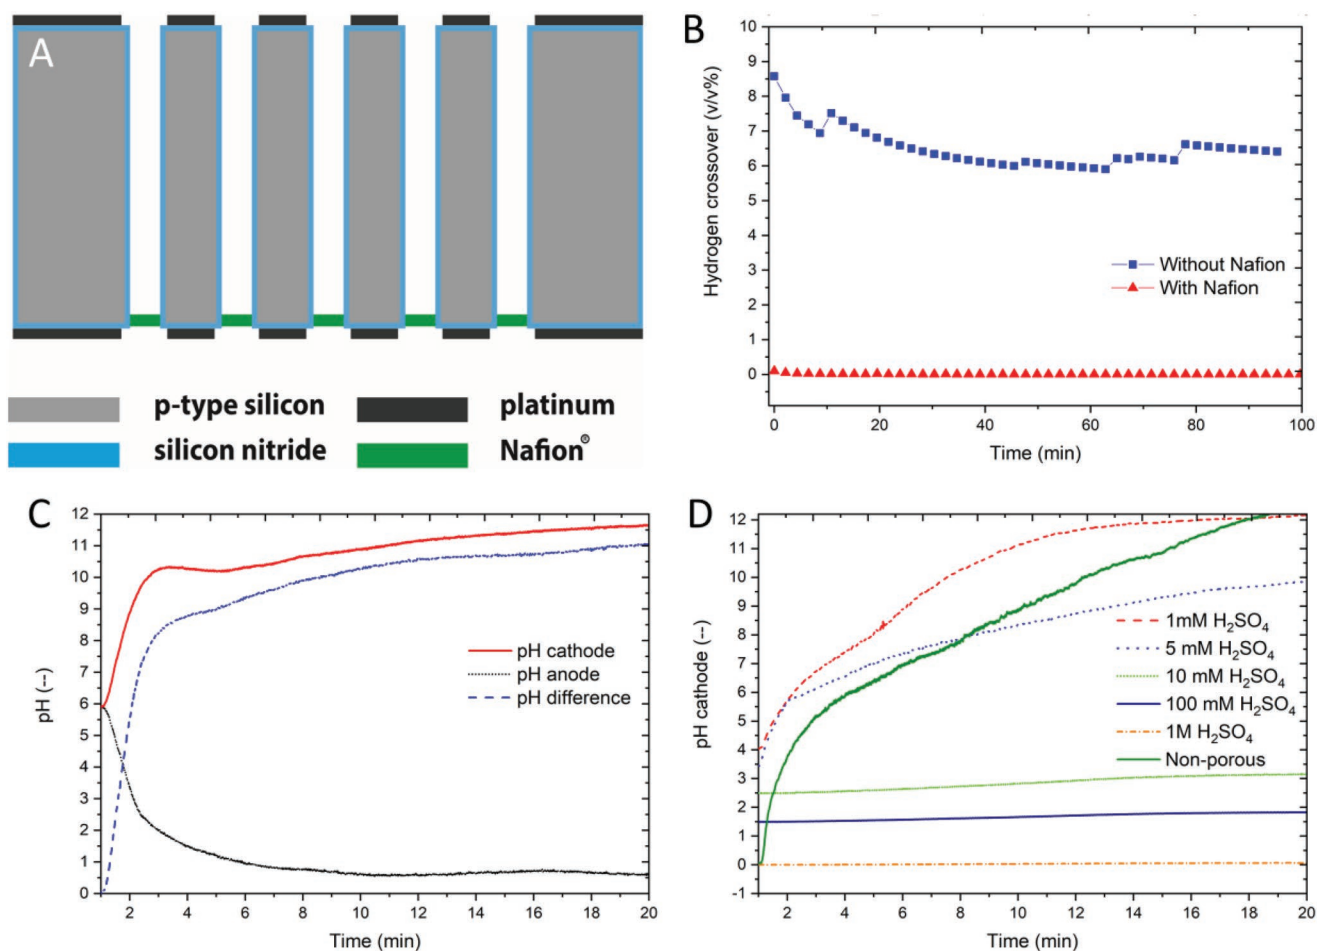 A
p-type silicon
platinum
silicon nitride
Nafion®
B
Hydrogen crossover (v/v%)
10
9
8
7
6
5
4
3
2
1
0
Without Nafion
With Nafion
0 20 40 60 80 100
Time (min)
C
pH (--)
12
11
10
9
8
7
6
5
4
3
2
1
0
pH cathode
pH anode
pH difference
2 4 6 8 10 12 14 16 18 20
Time (min)
D
pH cathode (--)
12
11
10
9
8
7
6
5
4
3
2
1
0
-1
1mM H₂SO₄
5 mM H₂SO₄
10 mM H₂SO₄
100 mM H₂SO₄
1M H₂SO₄
Non-porous
2 4 6 8 10 12 14 16 18 20
Time (min)